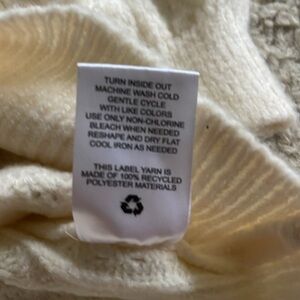 TURN INSIDE OUT
MACHINE WASH COLD
GENTLE CYCLE
WITH LIKE COLORS
USE ONLY NON-CHLORINE
BLEACH WHEN NEEDED
RESHAPE AND DRY FLAT
COOL IRON AS NEEDED
THIS LABEL YARN IS
MADE OF 100% RECYCLED
POLYESTER MATERIALS